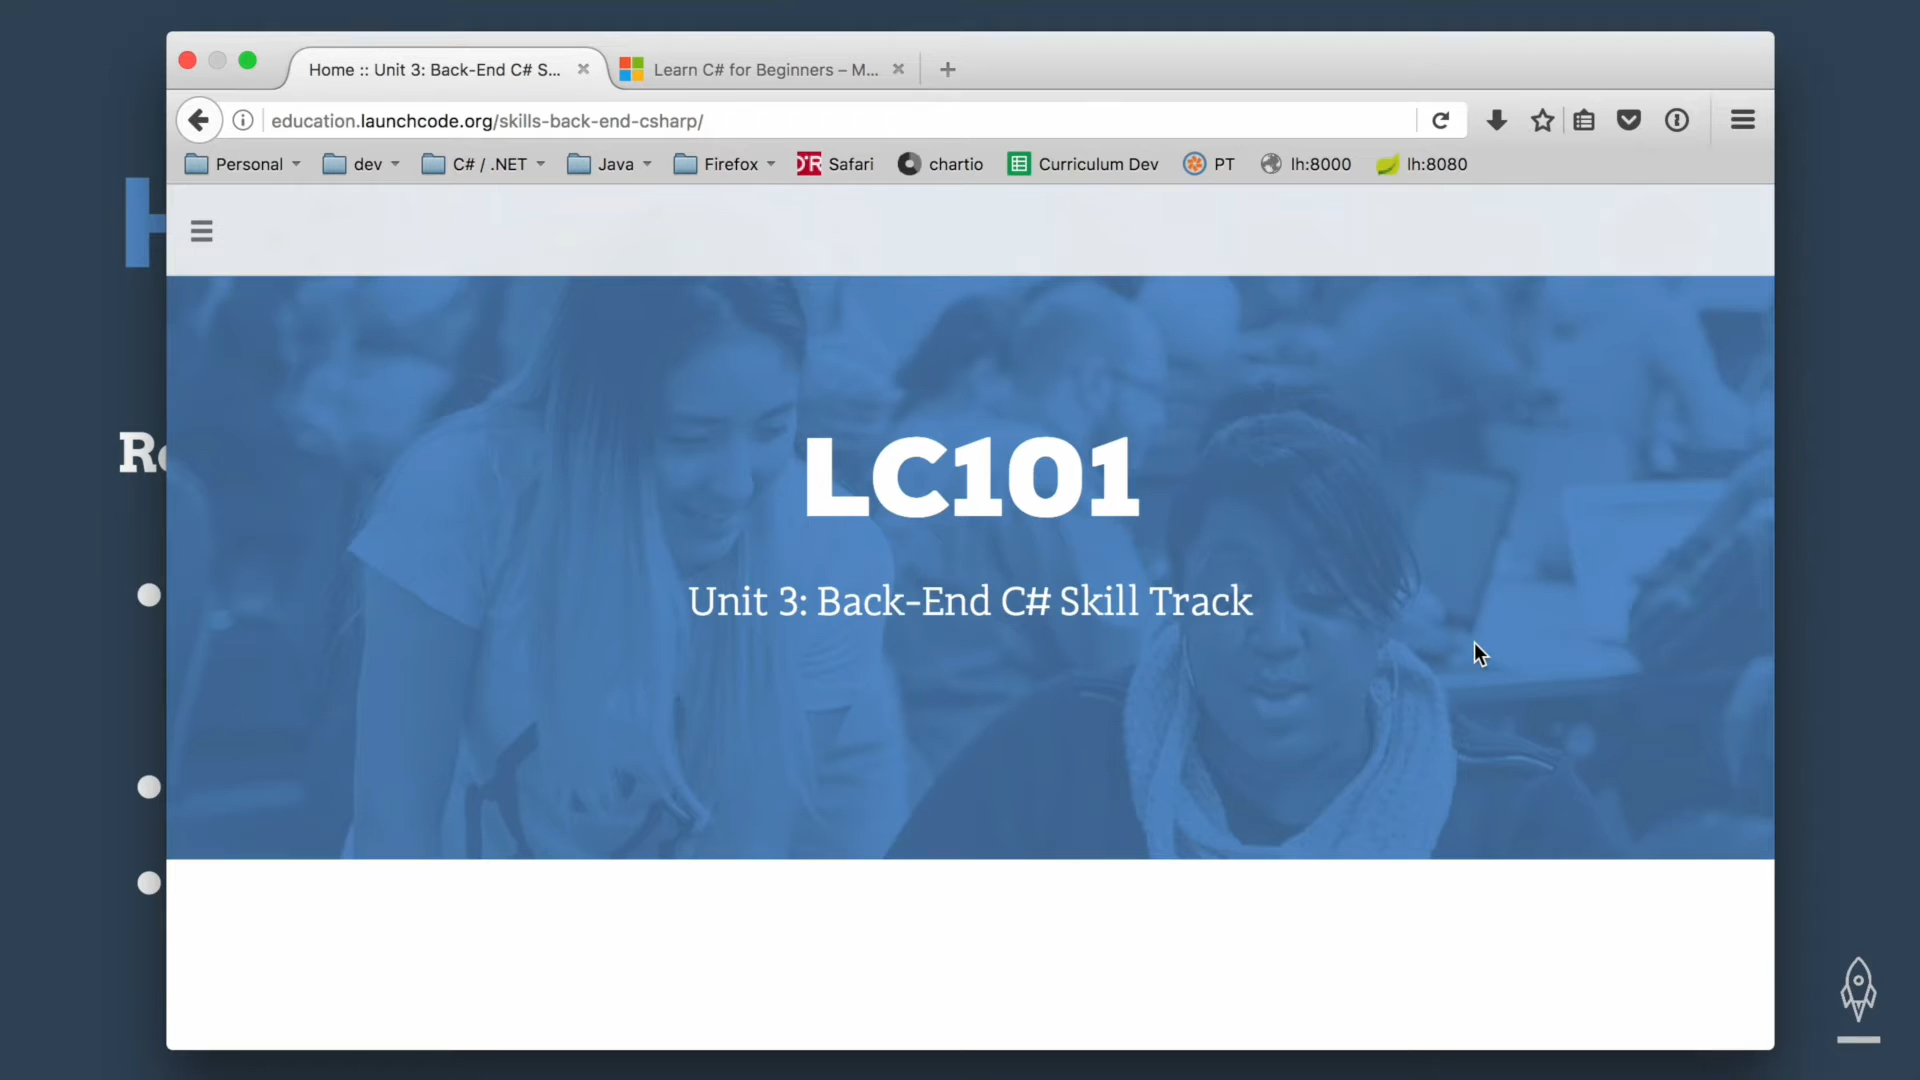 Home :: Unit 3: Back-End C# S...
Learn C# for Beginners – M...
education.launchcode.org/skills-back-end-csharp/
Personal
dev
C# / .NET
Java
Firefox
Safari
chartio
Curriculum Dev
PT
lh:8000
lh:8080
LC101
Unit 3: Back-End C# Skill Track